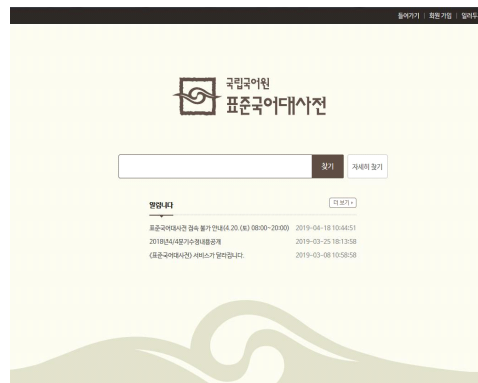 들어가기 | 회원 가입 | 일러두
국립국어원
표준국어대사전
찾기 자세히 찾기
알립니다 더 보기
표준국어대사전 접속 불가 안내(4.20.(토) 08:00~20:00) 2019-04-18 10:44:51
2018년4/4분기수정내용공개 2019-03-25 18:13:58
《표준국어대사전》 서비스가 달라집니다. 2019-03-08 10:58:58